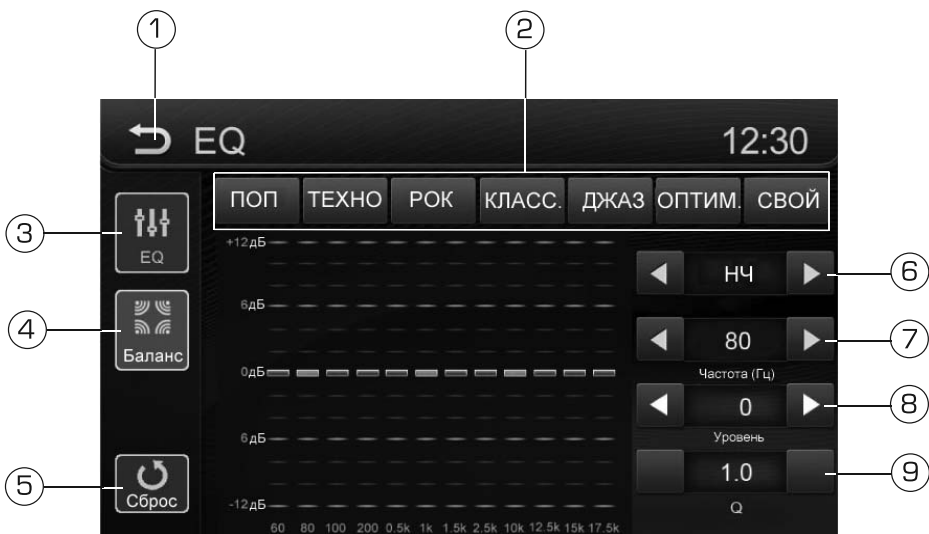 1 2
EQ 12:30
ПОП ТЕХНО РОК КЛАСС. ДЖАЗ ОПТИМ. СВОЙ
3 EQ
+12дБ
НЧ 6
6дБ
4 Баланс
80 7
Частота (Гц)
0дБ
0 8
Уровень
6дБ
5 Сброс
1.0 9
Q
-12дБ
60 80 100 200 0.5k 1k 1.5k 2.5k 10k 12.5k 15k 17.5k